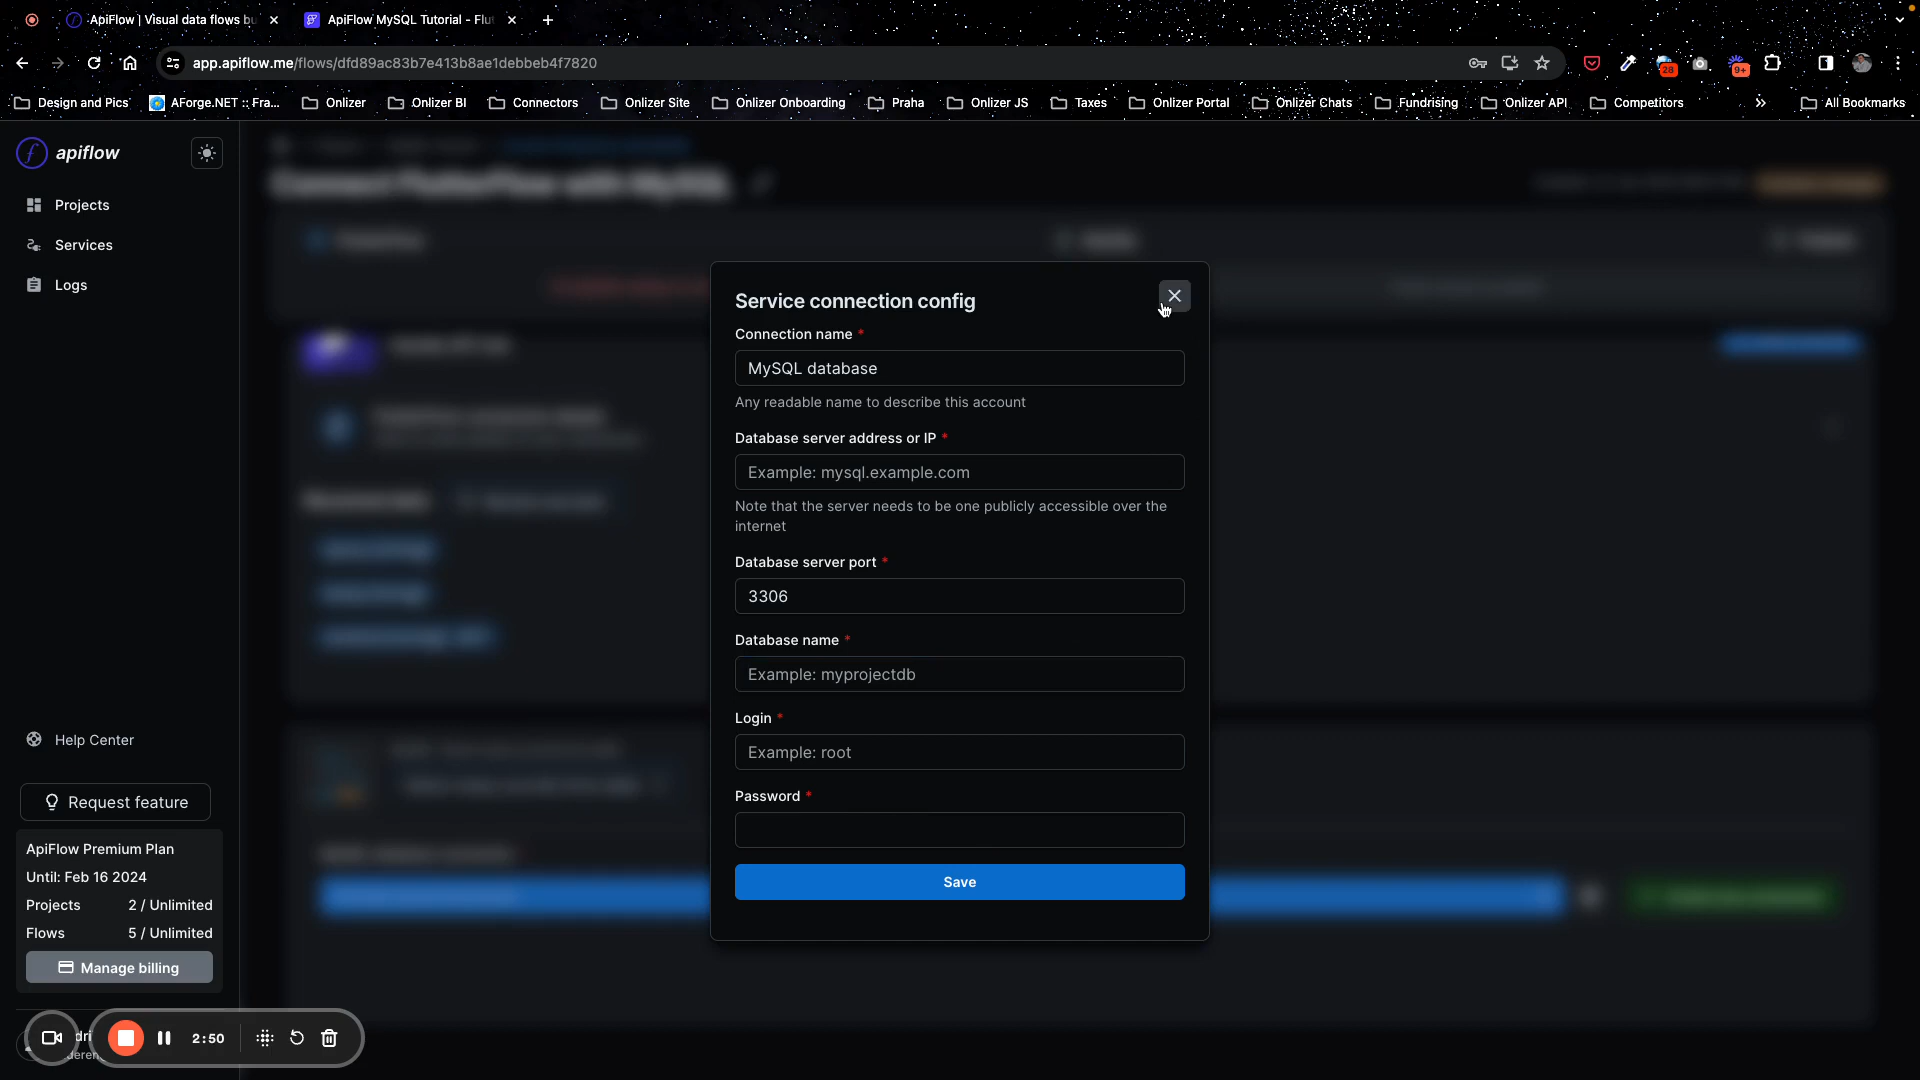 ApiFlow | Visual data flows bu
ApiFlow MySQL Tutorial - Flut
app.apiflow.me/flows/dfd89ac83b7e413b8ae1debbeb4f7820
28
9+
Design and Pics
AForge.NET :: Fra...
Onlizer
Onlizer BI
Connectors
Onlizer Site
Onlizer Onboarding
Praha
Onlizer JS
Taxes
Onlizer Portal
Onlizer Chats
Fundrising
Onlizer API
Competitors
»
All Bookmarks
apiflow
Projects
Services
Logs
Connect FlutterFlow with MySQL
Service connection config
Connection name *
MySQL database
Any readable name to describe this account
Database server address or IP *
Example: mysql.example.com
Note that the server needs to be one publicly accessible over the
internet
Database server port *
3306
Database name *
Example: myprojectdb
Login *
Example: root
Password *
Save
Help Center
Request feature
ApiFlow Premium Plan
Until: Feb 16 2024
Projects 2 / Unlimited
Flows 5 / Unlimited
Manage billing
2:50